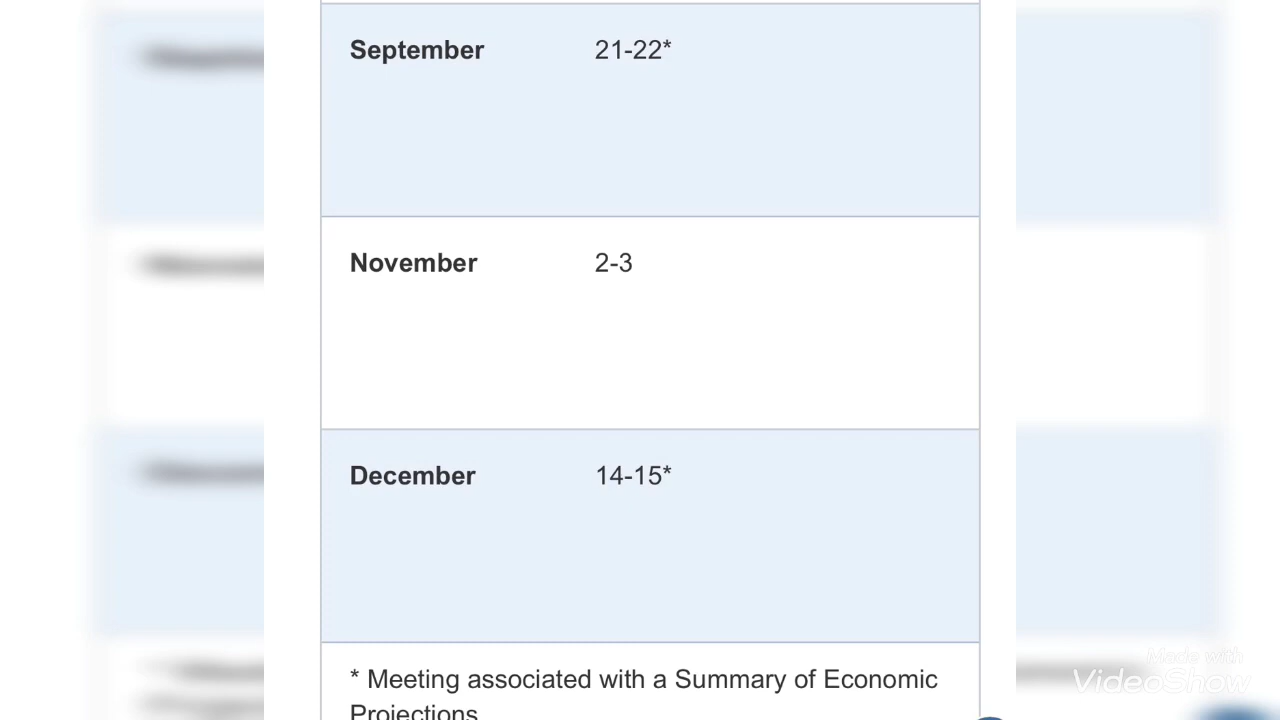 September 21-22*
November 2-3
December 14-15*
* Meeting associated with a Summary of Economic
Projections
Made with
VideoShow